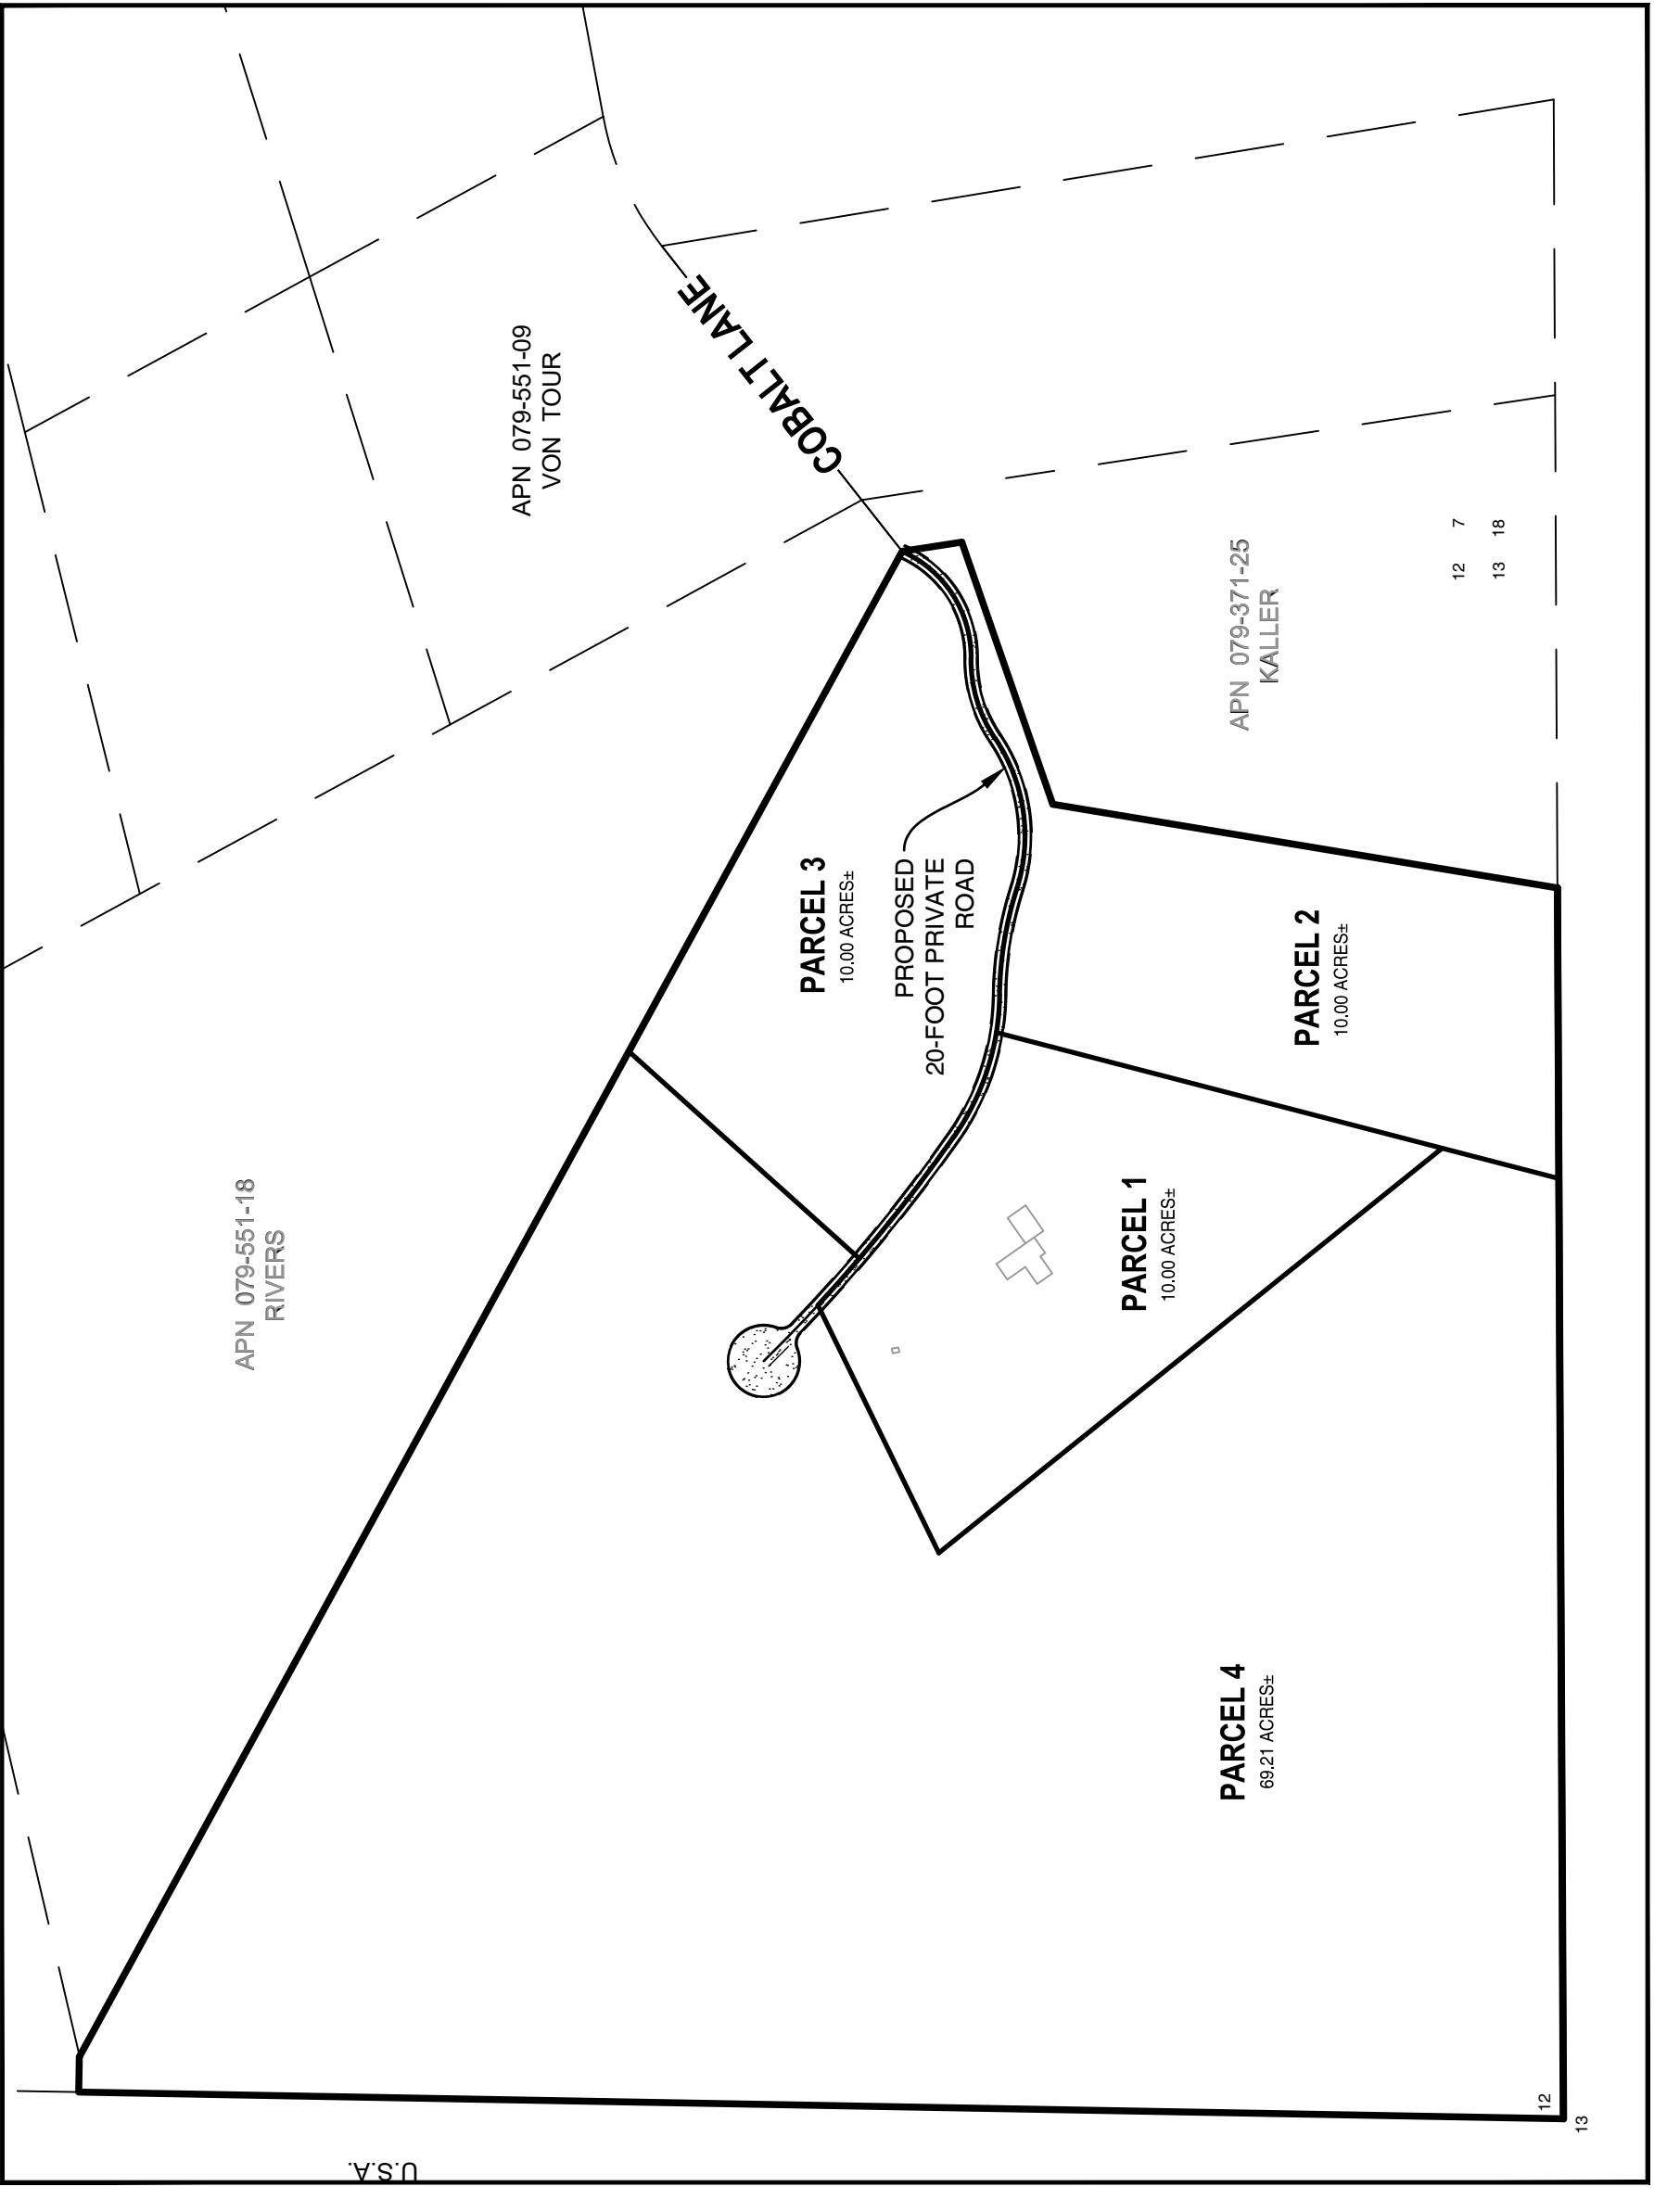 U.S.A.
APN 079-551-18
RIVERS
APN 079-551-09
VON TOUR
COBALT LANE
PARCEL 3
10.00 ACRES±
PROPOSED
20-FOOT PRIVATE
ROAD
PARCEL 1
10.00 ACRES±
PARCEL 4
69.21 ACRES±
PARCEL 2
10.00 ACRES±
APN 079-371-25
KALLER
12 7
13 18
12
13